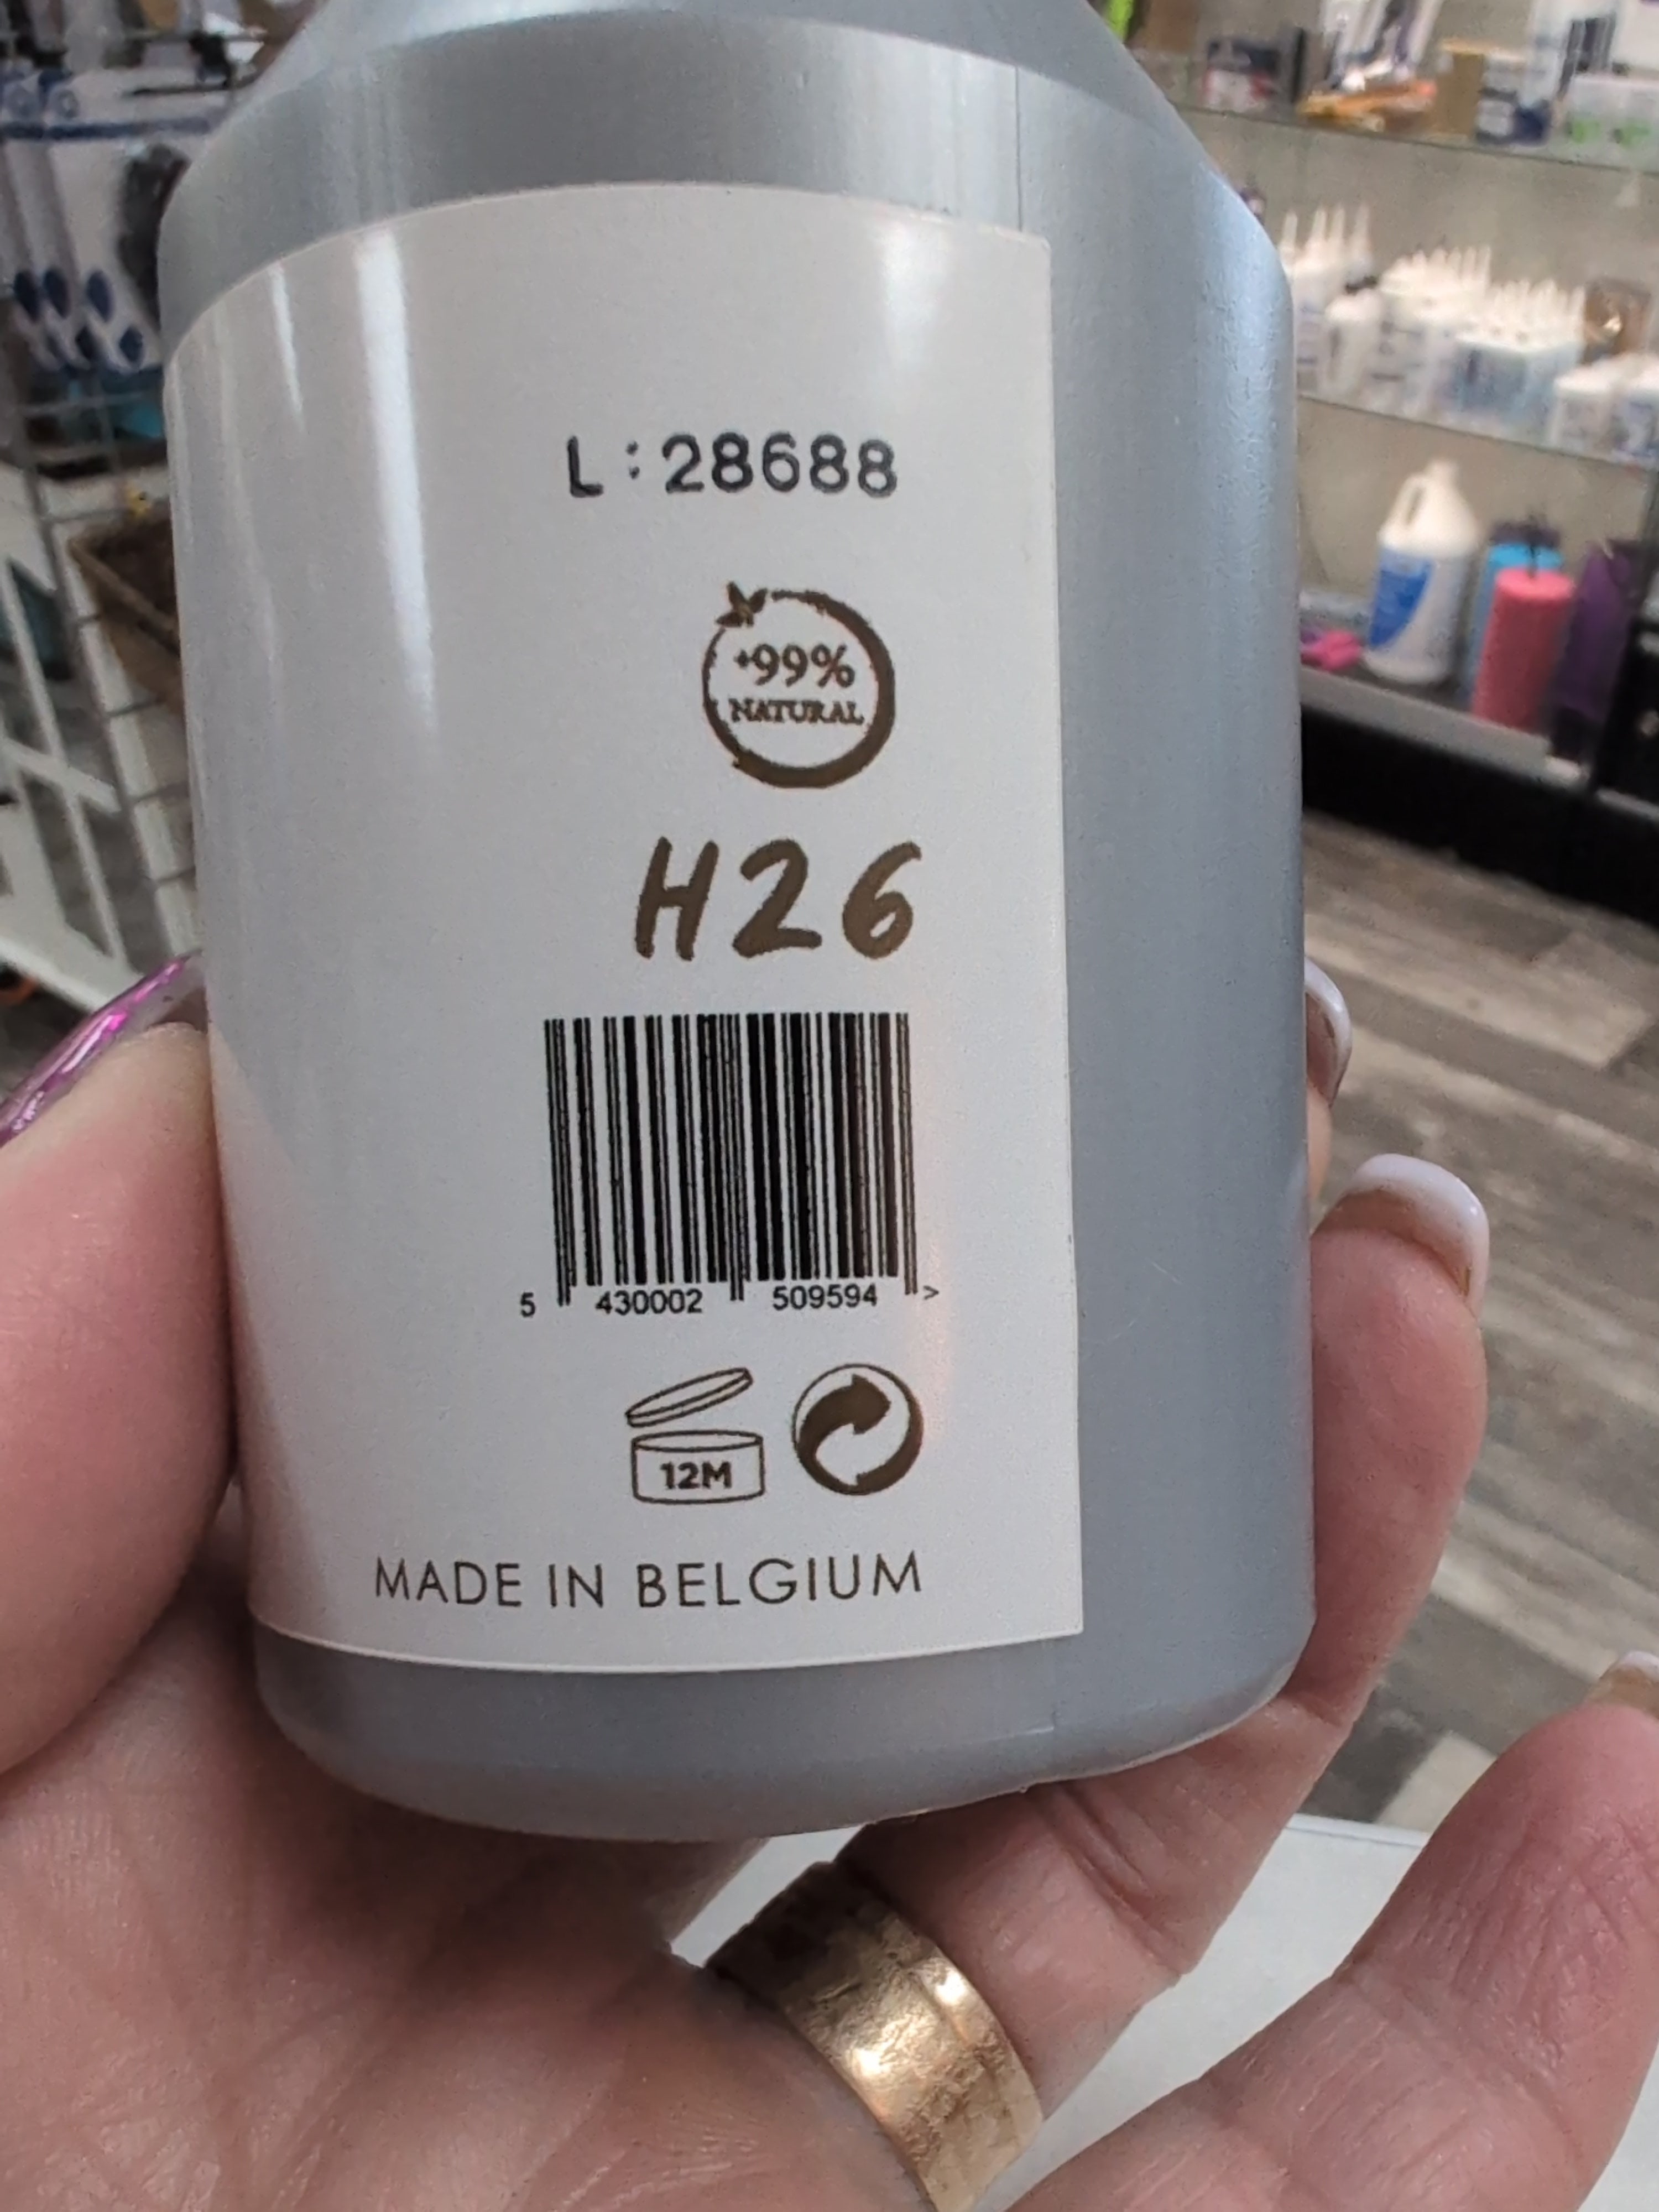 L:28688
+99%
NATURAL
H26
5 430002 509594 >
12M
MADE IN BELGIUM